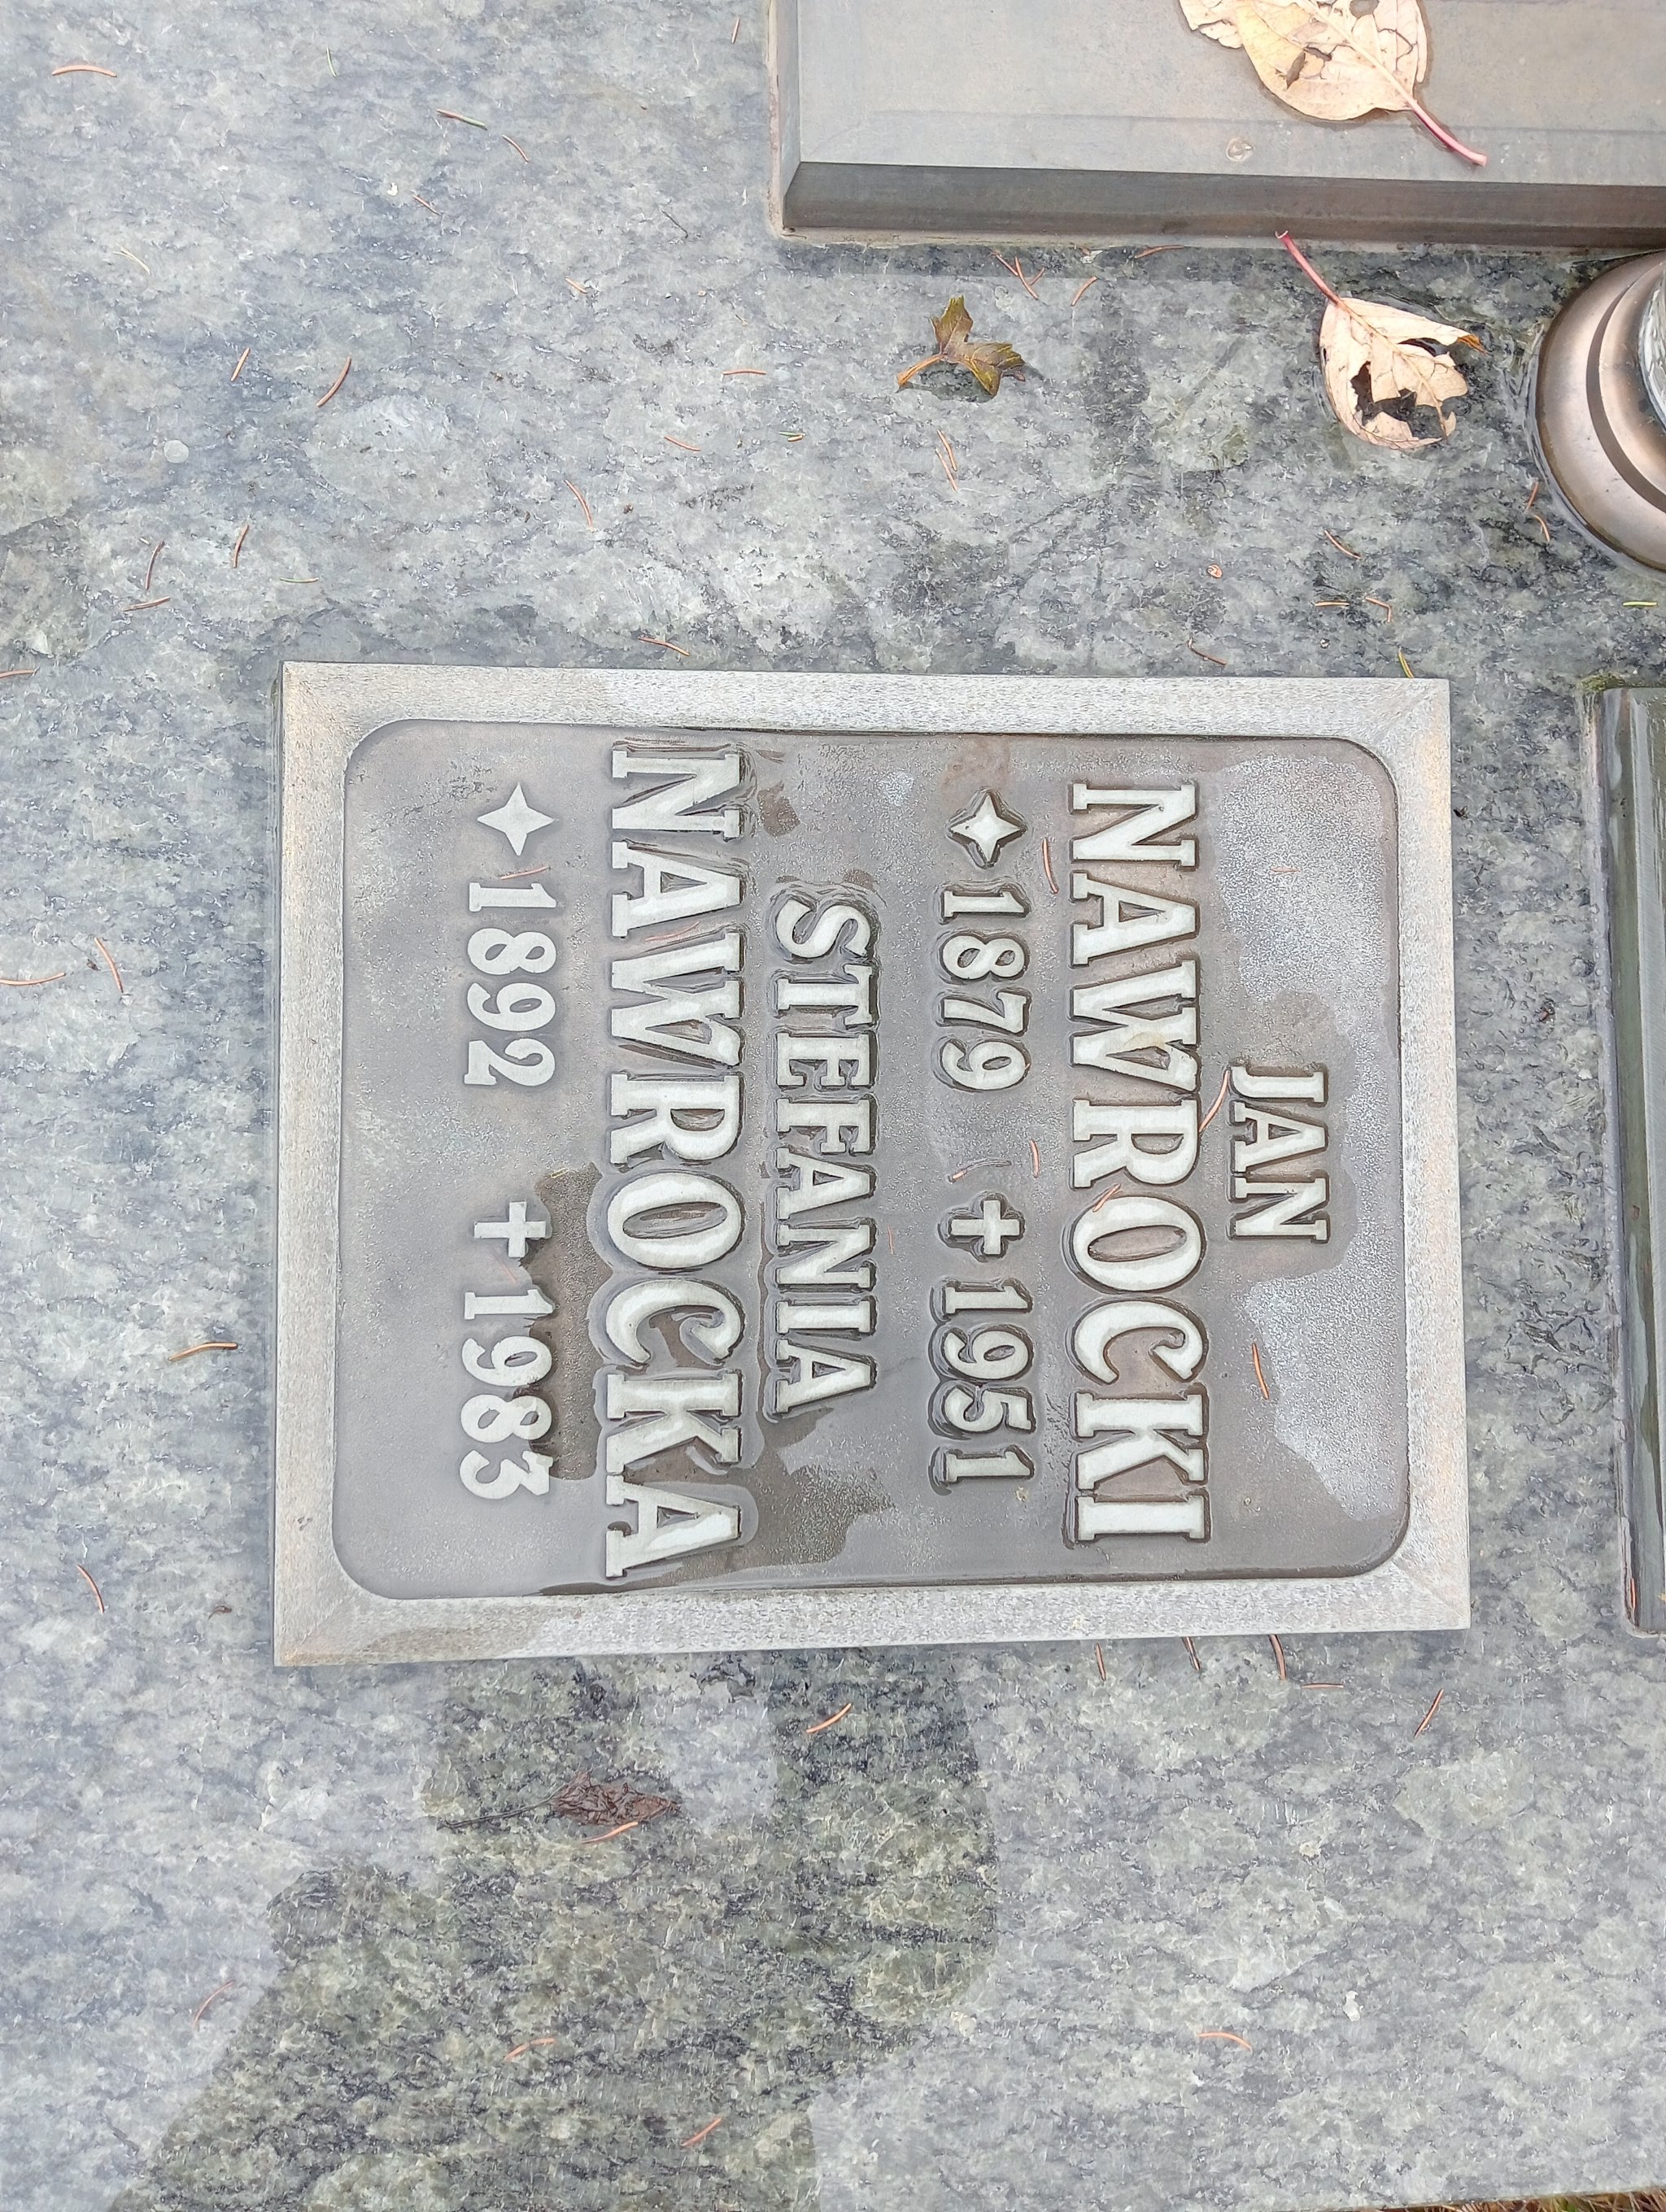 JAN
NAWROCKI
✦ 1879 ✚ 1951
STEFANIA
NAWROCKA
✦ 1892 ✚ 1983